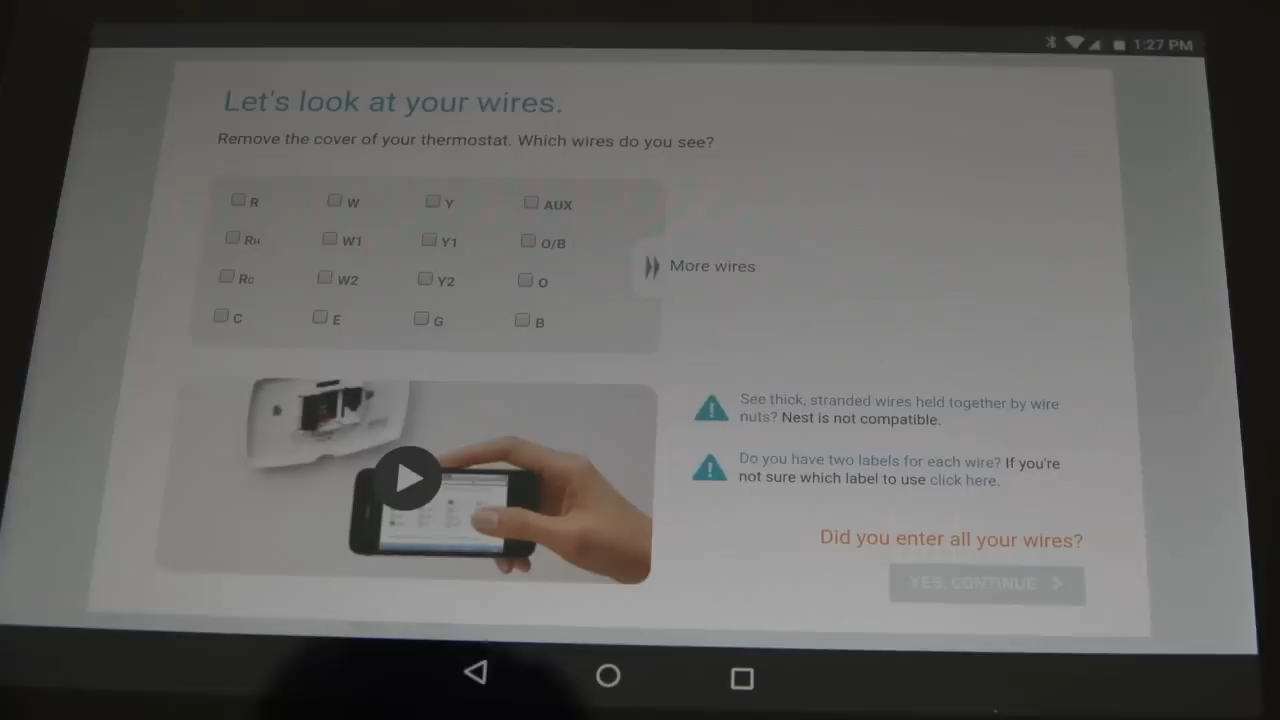 1:27 PM
Let's look at your wires.
Remove the cover of your thermostat. Which wires do you see?
R W Y AUX
RH W1 Y1 O/B
RC W2 Y2 O
C E G B
More wires
See thick, stranded wires held together by wire
nuts? Nest is not compatible.
Do you have two labels for each wire? If you're
not sure which label to use click here.
Did you enter all your wires?
YES, CONTINUE